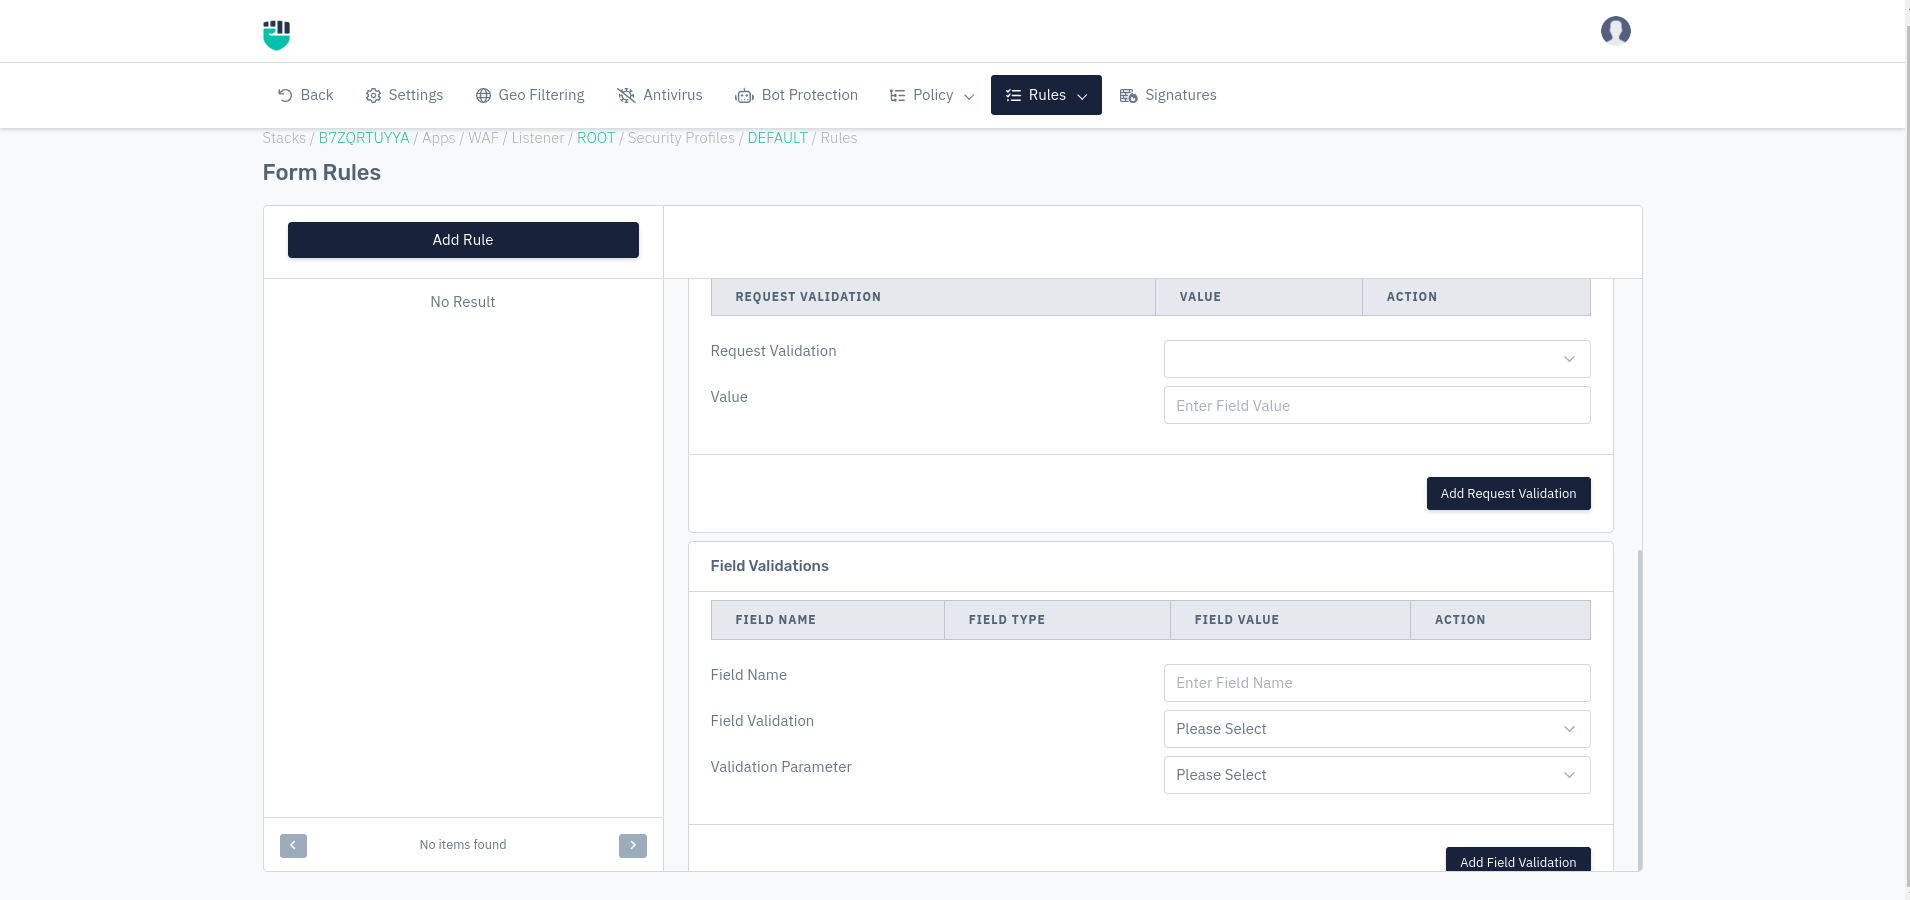 Back Settings Geo Filtering Antivirus Bot Protection Policy Rules Signatures
Stacks / B7ZQRTUYYA / Apps / WAF / Listener / ROOT / Security Profiles / DEFAULT / Rules
Form Rules
Add Rule
No Result
No items found
REQUEST VALIDATION VALUE ACTION
Request Validation
Value Enter Field Value
Add Request Validation
Field Validations
FIELD NAME FIELD TYPE FIELD VALUE ACTION
Field Name Enter Field Name
Field Validation Please Select
Validation Parameter Please Select
Add Field Validation